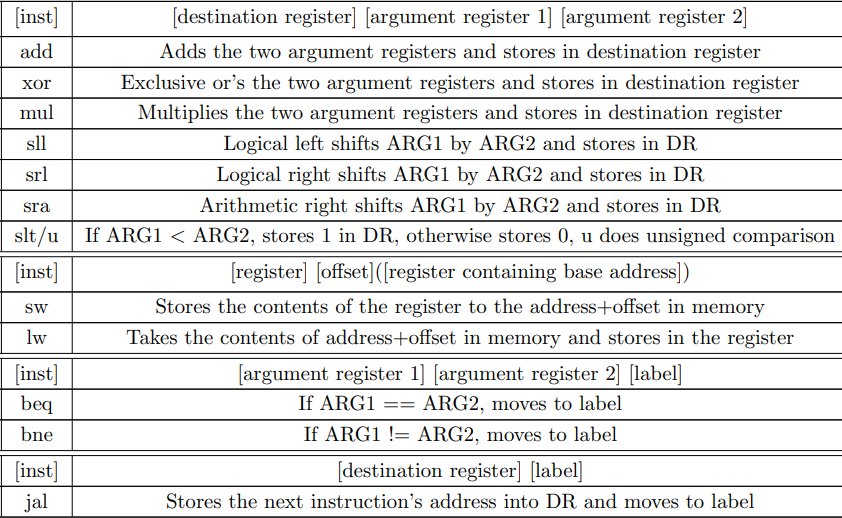 [inst] [destination register] [argument register 1] [argument register 2]
add Adds the two argument registers and stores in destination register
xor Exclusive or's the two argument registers and stores in destination register
mul Multiplies the two argument registers and stores in destination register
sll Logical left shifts ARG1 by ARG2 and stores in DR
srl Logical right shifts ARG1 by ARG2 and stores in DR
sra Arithmetic right shifts ARG1 by ARG2 and stores in DR
slt/u If ARG1 < ARG2, stores 1 in DR, otherwise stores 0, u does unsigned comparison
[inst] [register] [offset]([register containing base address])
sw Stores the contents of the register to the address+offset in memory
lw Takes the contents of address+offset in memory and stores in the register
[inst] [argument register 1] [argument register 2] [label]
beq If ARG1 == ARG2, moves to label
bne If ARG1 != ARG2, moves to label
[inst] [destination register] [label]
jal Stores the next instruction's address into DR and moves to label